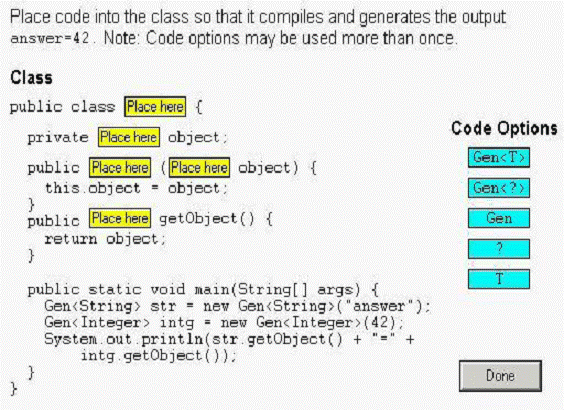 Place code into the class so that it compiles and generates the output
answer=42. Note: Code options may be used more than once.
Class
public class Place here {
private Place here object;
public Place here (Place here object) {
this.object = object;
}
public Place here getObject() {
return object;
}
public static void main(String[] args) {
Gen<String> str = new Gen<String>("answer");
Gen<Integer> intg = new Gen<Integer>(42);
System.out.println(str.getObject() + "=" +
intg.getObject());
}
}
Code Options
Gen<T>
Gen<?>
Gen
?
T
Done